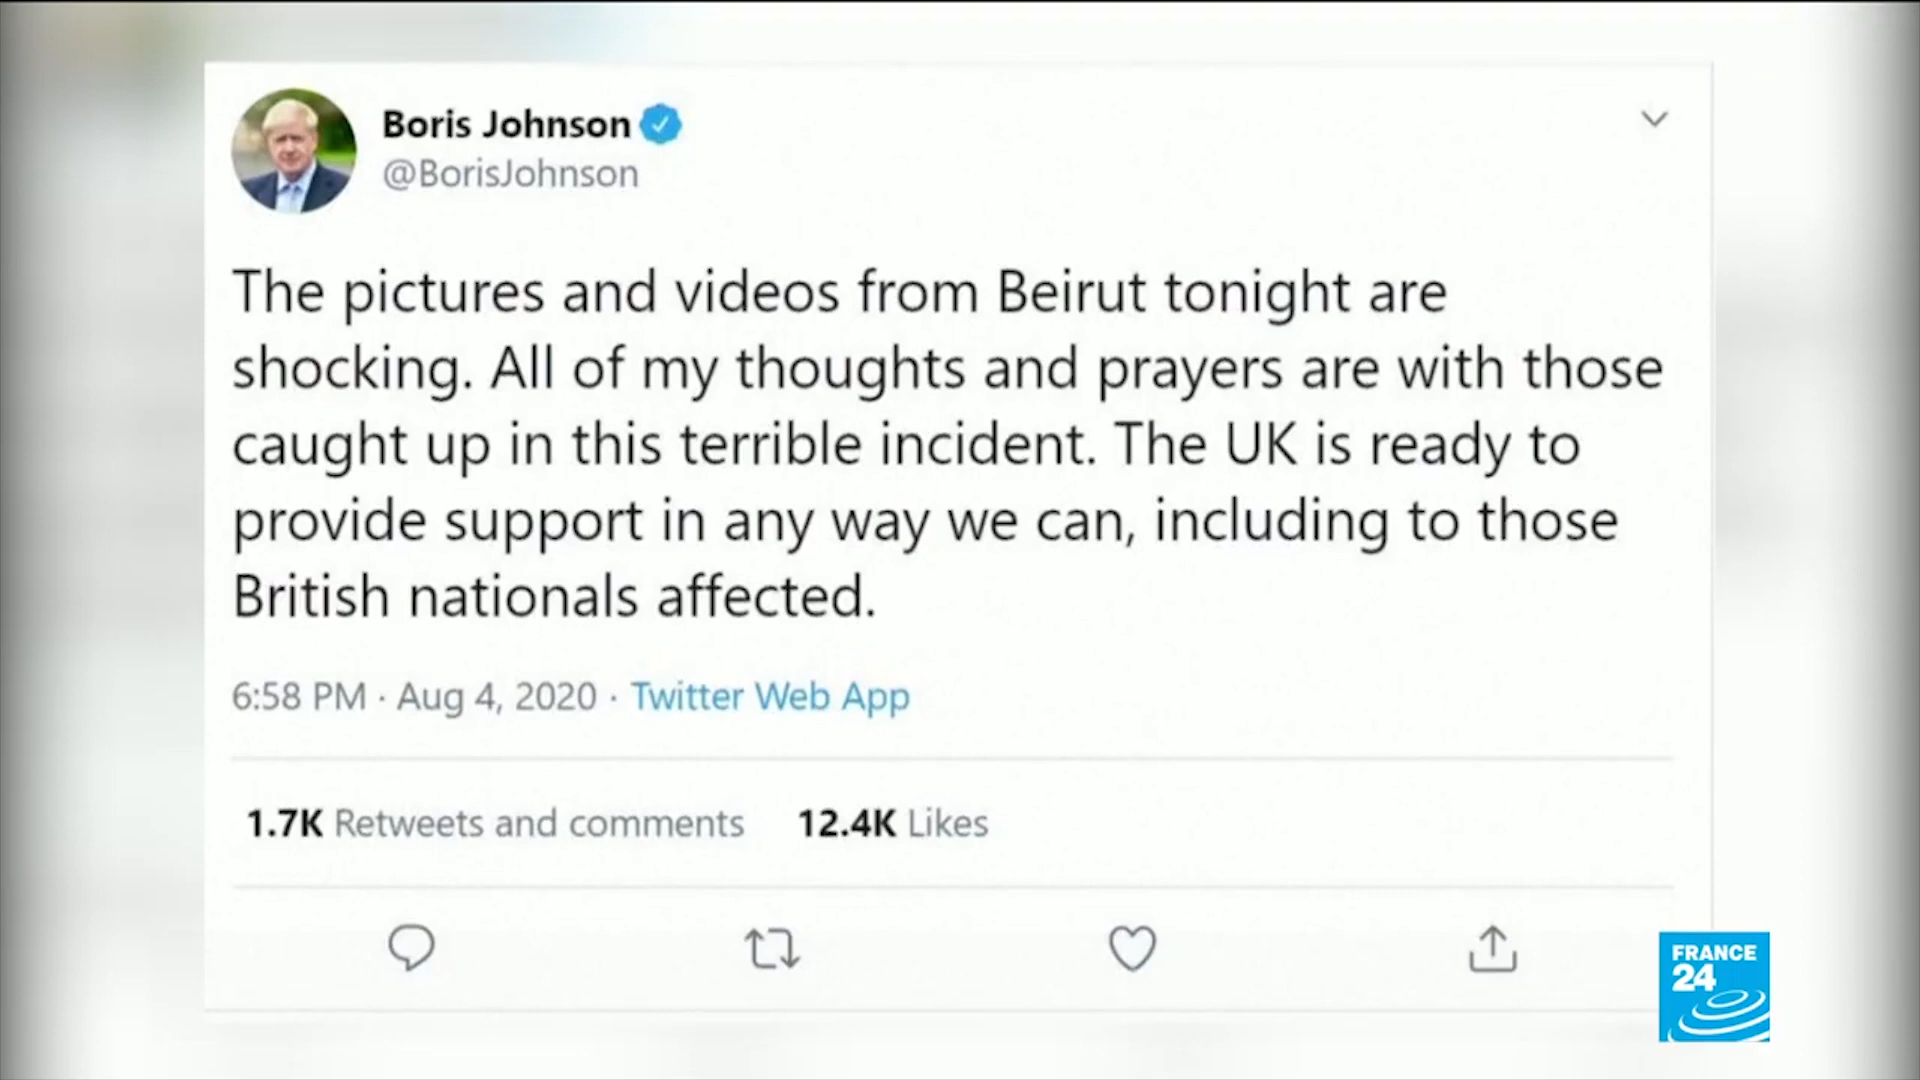 Boris Johnson
@BorisJohnson
The pictures and videos from Beirut tonight are
shocking. All of my thoughts and prayers are with those
caught up in this terrible incident. The UK is ready to
provide support in any way we can, including to those
British nationals affected.
6:58 PM · Aug 4, 2020 · Twitter Web App
1.7K Retweets and comments 12.4K Likes
FRANCE
24